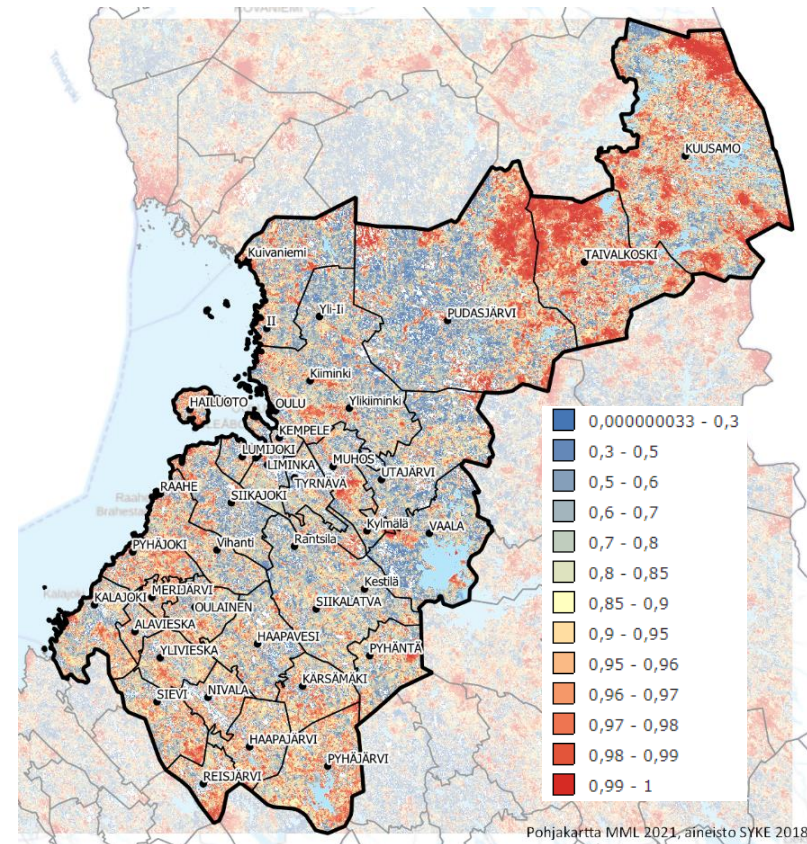 KUUSAMO
TAIVALKOSKI
Kuivaniemi
II
Yli-Ii
PUDASJÄRVI
Kiiminki
HAILUOTO
OULU
Ylikiiminki
KEMPELE
LUMIJOKI
LIMINKA
MUHOS
UTAJÄRVI
RAAHE
TYRNÄVÄ
SIIKAJOKI
Kylmälä
VAALA
PYHÄJOKI
Vihanti
Rantsila
Kestilä
MERIJÄRVI
KALAJOKI
OULAINEN
SIIKALATVA
ALAVIESKA
HAAPAVESI
YLIVIESKA
PYHÄNTÄ
SIEVI
NIVALA
KÄRSÄMÄKI
HAAPAJÄRVI
PYHÄJÄRVI
REISJÄRVI
0,000000033 - 0,3
0,3 - 0,5
0,5 - 0,6
0,6 - 0,7
0,7 - 0,8
0,8 - 0,85
0,85 - 0,9
0,9 - 0,95
0,95 - 0,96
0,96 - 0,97
0,97 - 0,98
0,98 - 0,99
0,99 - 1
Pohjakartta MML 2021, aineisto SYKE 2018